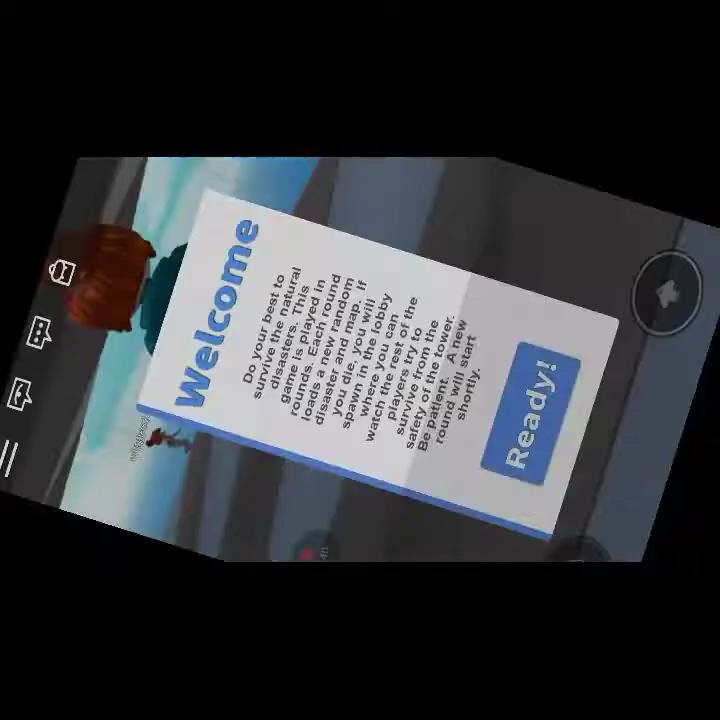 Welcome
Do your best to
survive the natural
disasters. This
game is played in
rounds. Each round
loads a new random
disaster and map. If
you die, you will
spawn in the lobby
where you can
watch the rest of the
players try to
survive from the
safety of the tower.
Be patient. A new
round will start
shortly.
Ready!